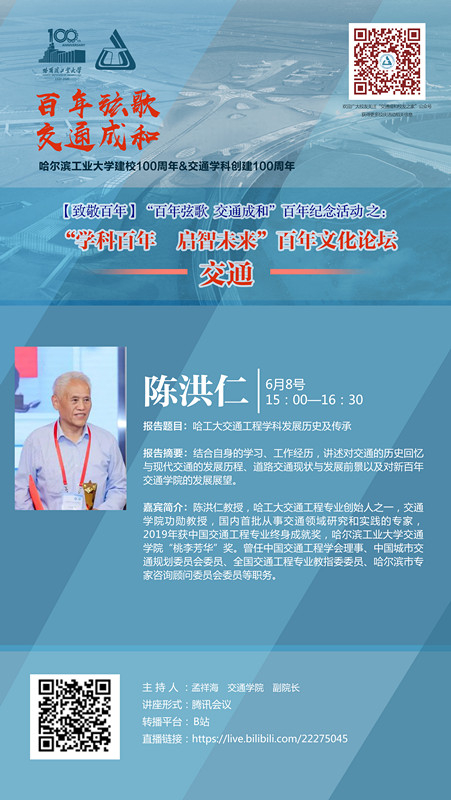 100
哈尔滨工业大学
百年弦歌
交通成和
哈尔滨工业大学建校100周年&交通学科创建100周年
【致敬百年】“百年弦歌 交通成和”百年纪念活动 之：
“学科百年 启智未来”百年文化论坛
交通
陈洪仁
6月8号
15：00—16：30
报告题目：哈工大交通工程学科发展历史及传承
报告摘要：结合自身的学习、工作经历，讲述对交通的历史回忆
与现代交通的发展历程、道路交通现状与发展前景以及对新百年
交通学院的发展展望。
嘉宾简介：陈洪仁教授，哈工大交通工程专业创始人之一，交通
学院功勋教授，国内首批从事交通领域研究和实践的专家，
2019年获中国交通工程专业终身成就奖，哈尔滨工业大学交通
学院“桃李芳华”奖。曾任中国交通工程学会理事、中国城市交
通规划委员会委员、全国交通工程专业教指委委员、哈尔滨市专
家咨询顾问委员会委员等职务。
主 持 人：孟祥海 交通学院 副院长
讲座形式：腾讯会议
转播平台：B站
直播链接：https://live.bilibili.com/22275045